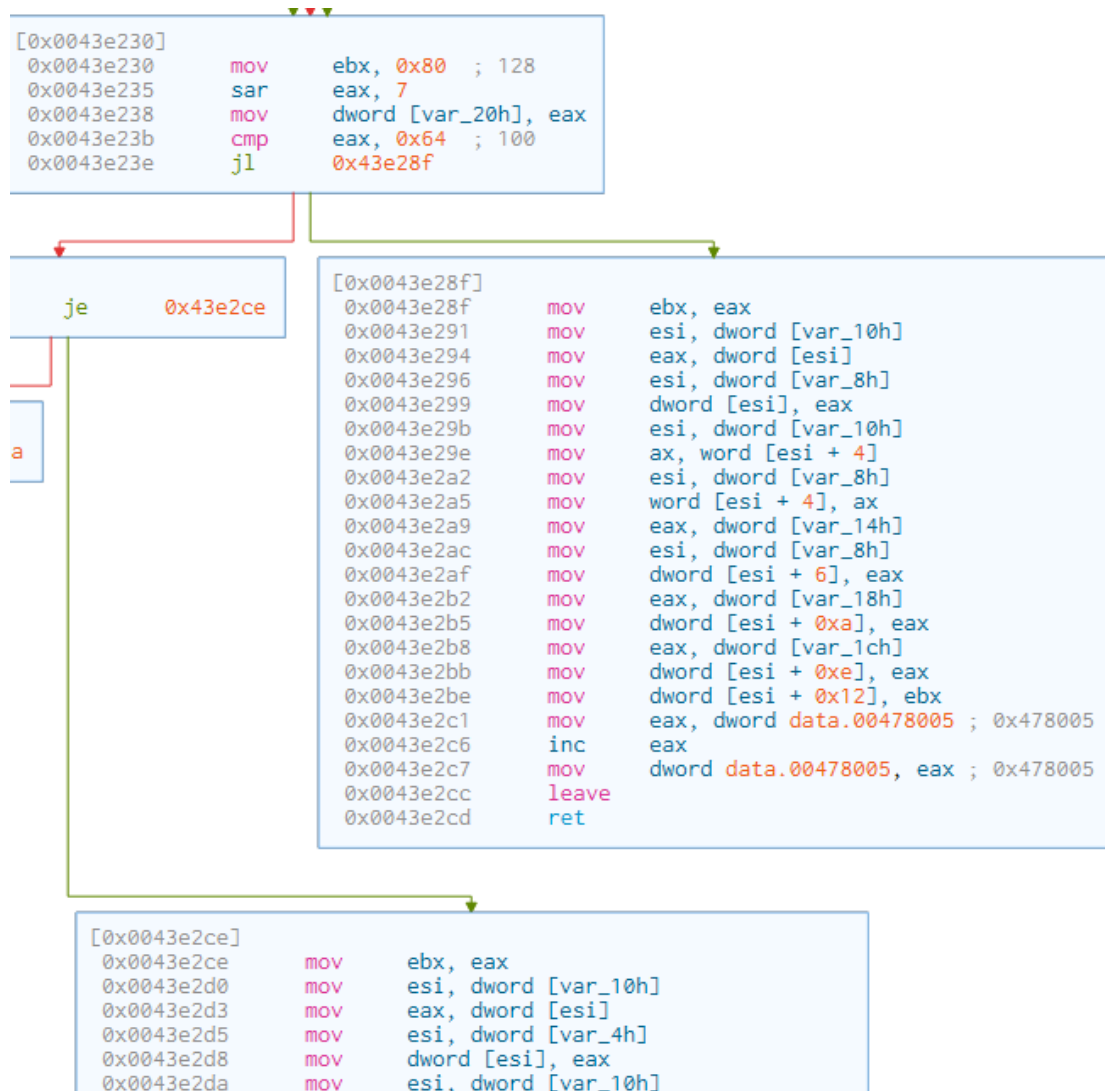 [0x0043e230]
0x0043e230 mov ebx, 0x80 ; 128
0x0043e235 sar eax, 7
0x0043e238 mov dword [var_20h], eax
0x0043e23b cmp eax, 0x64 ; 100
0x0043e23e jl 0x43e28f
je 0x43e2ce
a
[0x0043e28f]
0x0043e28f mov ebx, eax
0x0043e291 mov esi, dword [var_10h]
0x0043e294 mov eax, dword [esi]
0x0043e296 mov esi, dword [var_8h]
0x0043e299 mov dword [esi], eax
0x0043e29b mov esi, dword [var_10h]
0x0043e29e mov ax, word [esi + 4]
0x0043e2a2 mov esi, dword [var_8h]
0x0043e2a5 mov word [esi + 4], ax
0x0043e2a9 mov eax, dword [var_14h]
0x0043e2ac mov esi, dword [var_8h]
0x0043e2af mov dword [esi + 6], eax
0x0043e2b2 mov eax, dword [var_18h]
0x0043e2b5 mov dword [esi + 0xa], eax
0x0043e2b8 mov eax, dword [var_1ch]
0x0043e2bb mov dword [esi + 0xe], eax
0x0043e2be mov dword [esi + 0x12], ebx
0x0043e2c1 mov eax, dword data.00478005 ; 0x478005
0x0043e2c6 inc eax
0x0043e2c7 mov dword data.00478005, eax ; 0x478005
0x0043e2cc leave
0x0043e2cd ret
[0x0043e2ce]
0x0043e2ce mov ebx, eax
0x0043e2d0 mov esi, dword [var_10h]
0x0043e2d3 mov eax, dword [esi]
0x0043e2d5 mov esi, dword [var_4h]
0x0043e2d8 mov dword [esi], eax
0x0043e2da mov esi, dword [var_10h]